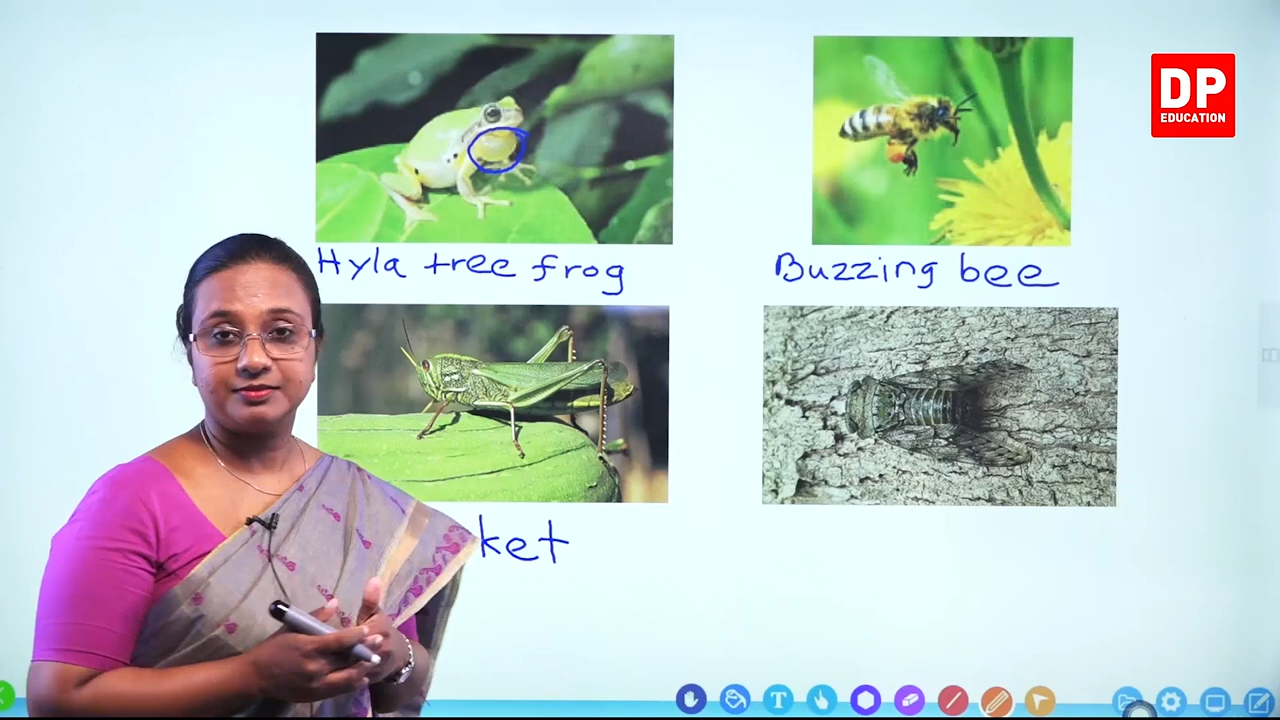 DP
EDUCATION
Hyla tree frog
Buzzing bee
ket
T